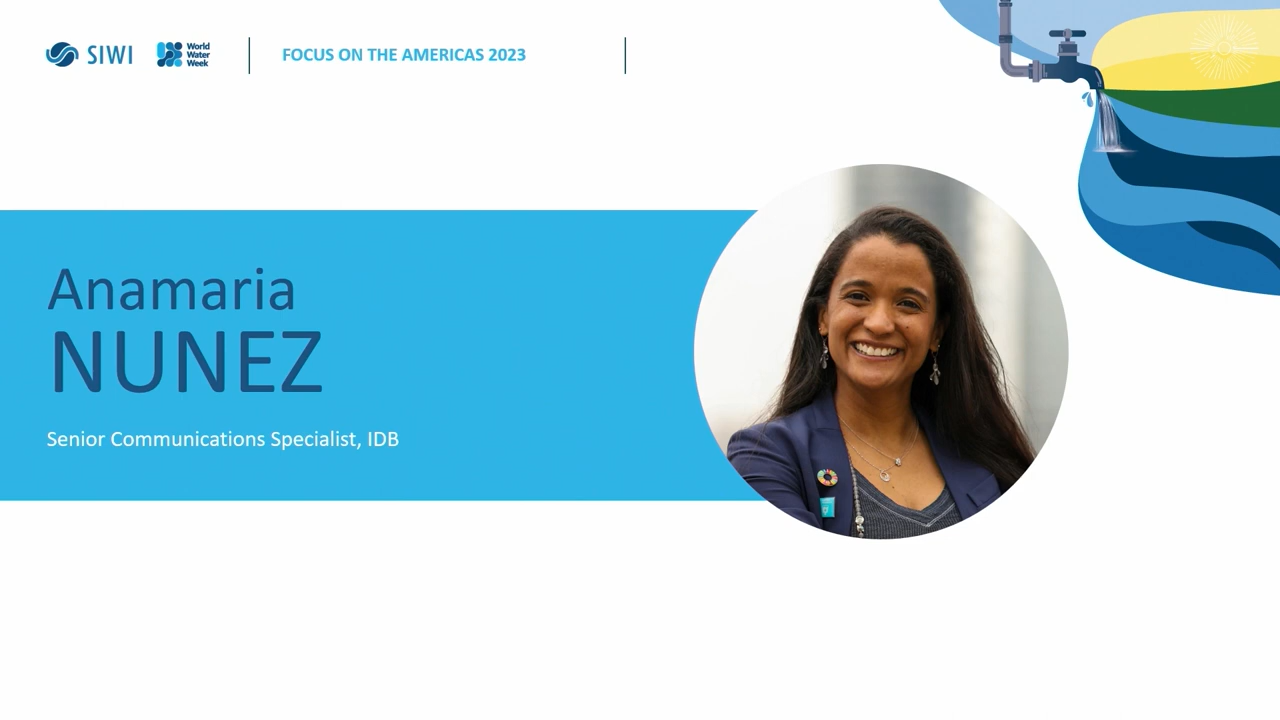 SIWI
World
Water
Week
FOCUS ON THE AMERICAS 2023
Anamaria
NUNEZ
Senior Communications Specialist, IDB